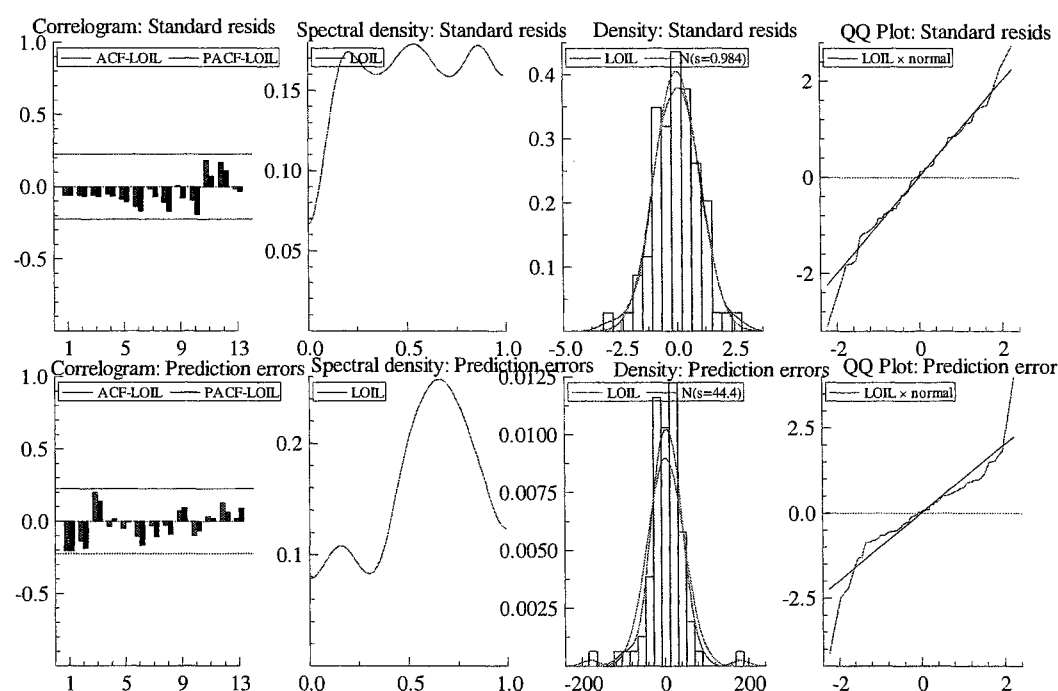 Correlogram: Standard resids
Spectral density: Standard resids
Density: Standard resids
QQ Plot: Standard resids
ACF-LOIL PACF-LOIL
LOIL
LOIL N(s=0.984)
LOIL × normal
1.0
0.5
0.0
-0.5
1 5 9 13
0.15
0.10
0.05
0.0 0.5 1.0
0.4
0.3
0.2
0.1
-5.0 -2.5 0.0 2.5
2
0
-2
-2 0 2
Correlogram: Prediction errors
Spectral density: Prediction errors
Density: Prediction errors
QQ Plot: Prediction error
ACF-LOIL PACF-LOIL
LOIL
LOIL N(s=44.4)
LOIL × normal
1.0
0.5
0.0
-0.5
1 5 9 13
0.2
0.1
0.0 0.5 1.0
0.0125
0.0100
0.0075
0.0050
0.0025
-200 0 200
2.5
0.0
-2.5
-2 0 2